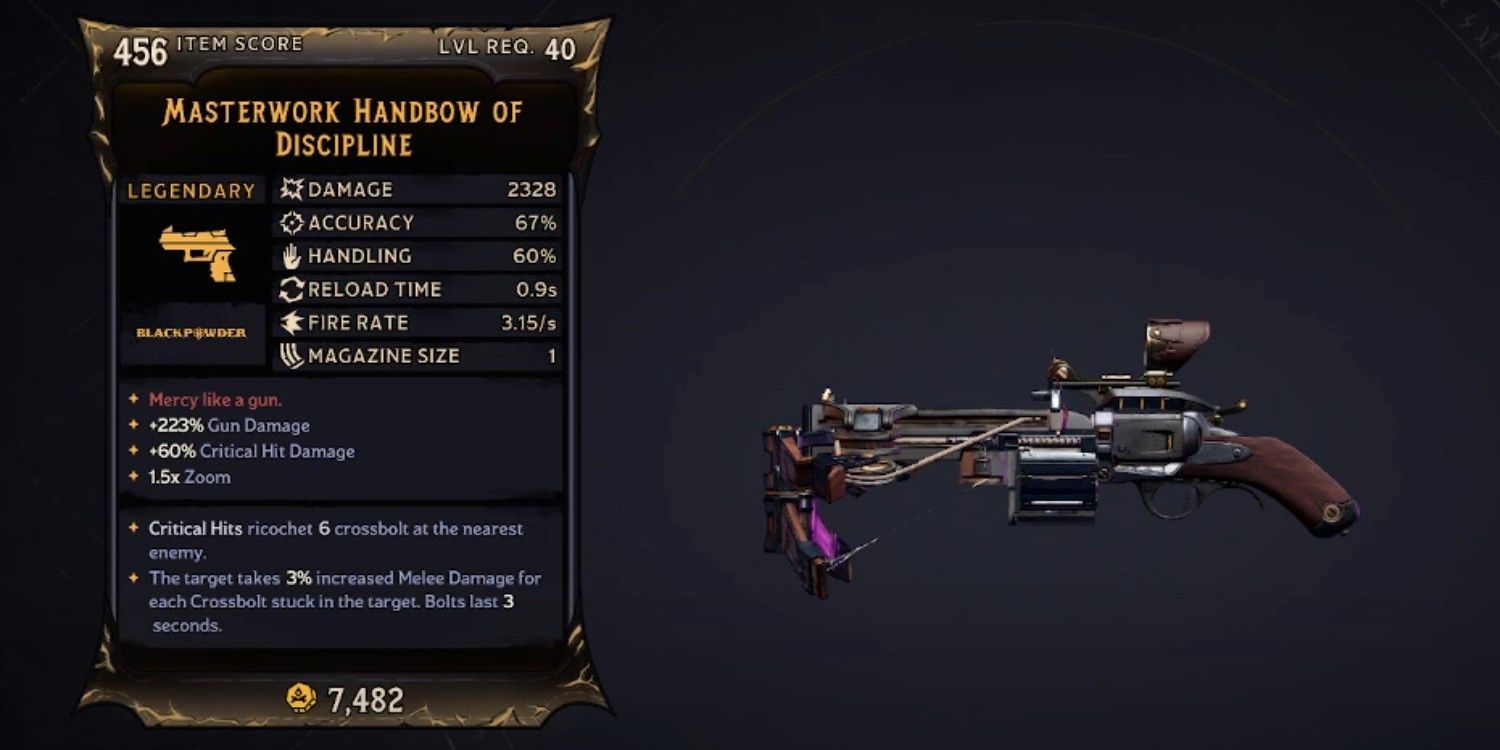 456 ITEM SCORE LVL REQ. 40
MASTERWORK HANDBOW OF
DISCIPLINE
LEGENDARY
DAMAGE 2328
ACCURACY 67%
HANDLING 60%
RELOAD TIME 0.9s
BLACKPOWDER
FIRE RATE 3.15/s
MAGAZINE SIZE 1
Mercy like a gun.
+223% Gun Damage
+60% Critical Hit Damage
1.5x Zoom
Critical Hits ricochet 6 crossbolt at the nearest
enemy.
The target takes 3% increased Melee Damage for
each Crossbolt stuck in the target. Bolts last 3
seconds.
7,482